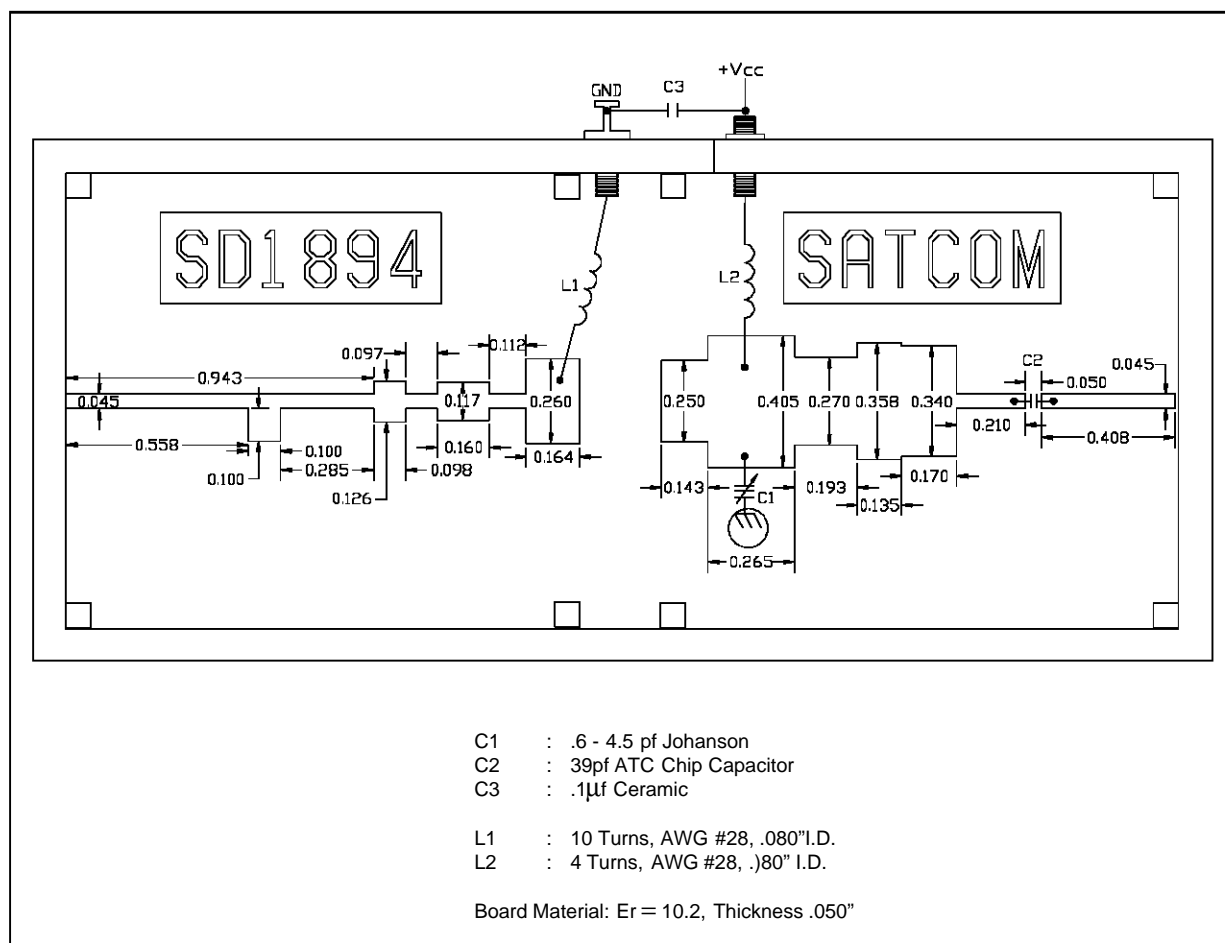 +Vcc
C3
GND
SD1894
SATCOM
L1
L2
0.097
0.112
0.943
0.045
0.117
0.260
0.250
0.405
0.270
0.358
0.340
C2
0.045
0.050
0.210
0.408
0.558
0.100
0.100
0.285
0.126
0.098
0.160
0.164
0.143
C1
0.193
0.135
0.170
0.265
C1 : .6 - 4.5 pf Johanson
C2 : 39pf ATC Chip Capacitor
C3 : .1µf Ceramic
L1 : 10 Turns, AWG #28, .080”I.D.
L2 : 4 Turns, AWG #28, .)80” I.D.
Board Material: Er = 10.2, Thickness .050”